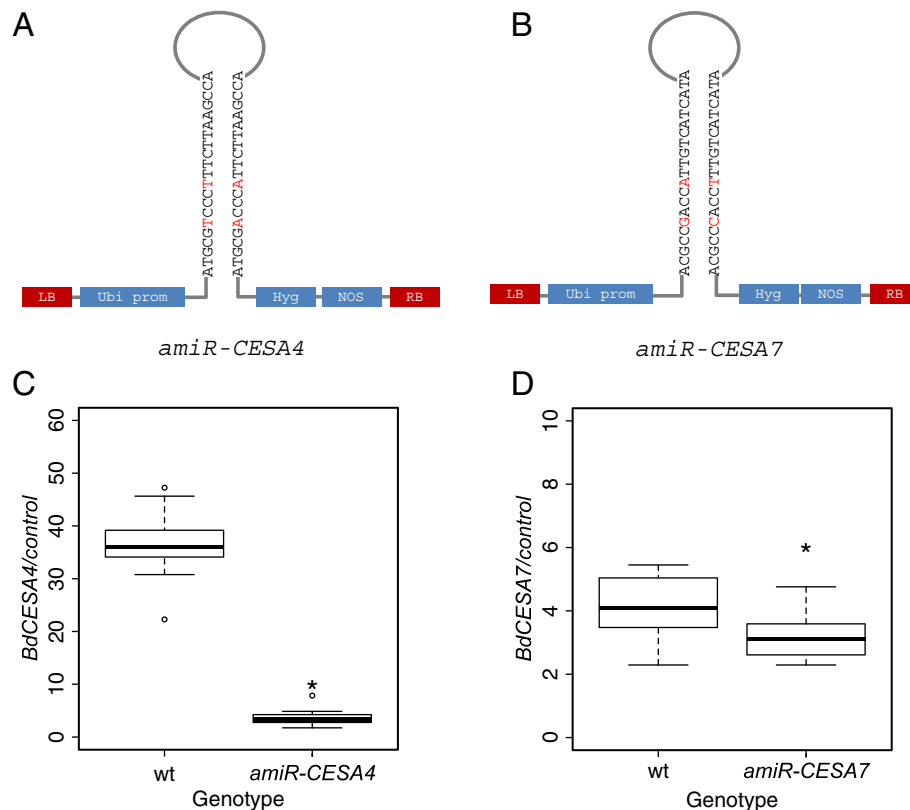 A
ATGCGTCCCTTTCTTAAGCCA
ATGCGACCCATTCTTAAGCCA
LB Ubi prom Hyg NOS RB
amiR-CESA4
B
ACGCCGACCATTGTCATCATA
ACGCCCACCTTTGTCATCATA
LB Ubi prom Hyg NOS RB
amiR-CESA7
C
BdCESA4/control
60
50
40
30
20
10
0
*
wt amiR-CESA4
Genotype
D
BdCESA7/control
10
8
6
4
2
0
*
wt amiR-CESA7
Genotype